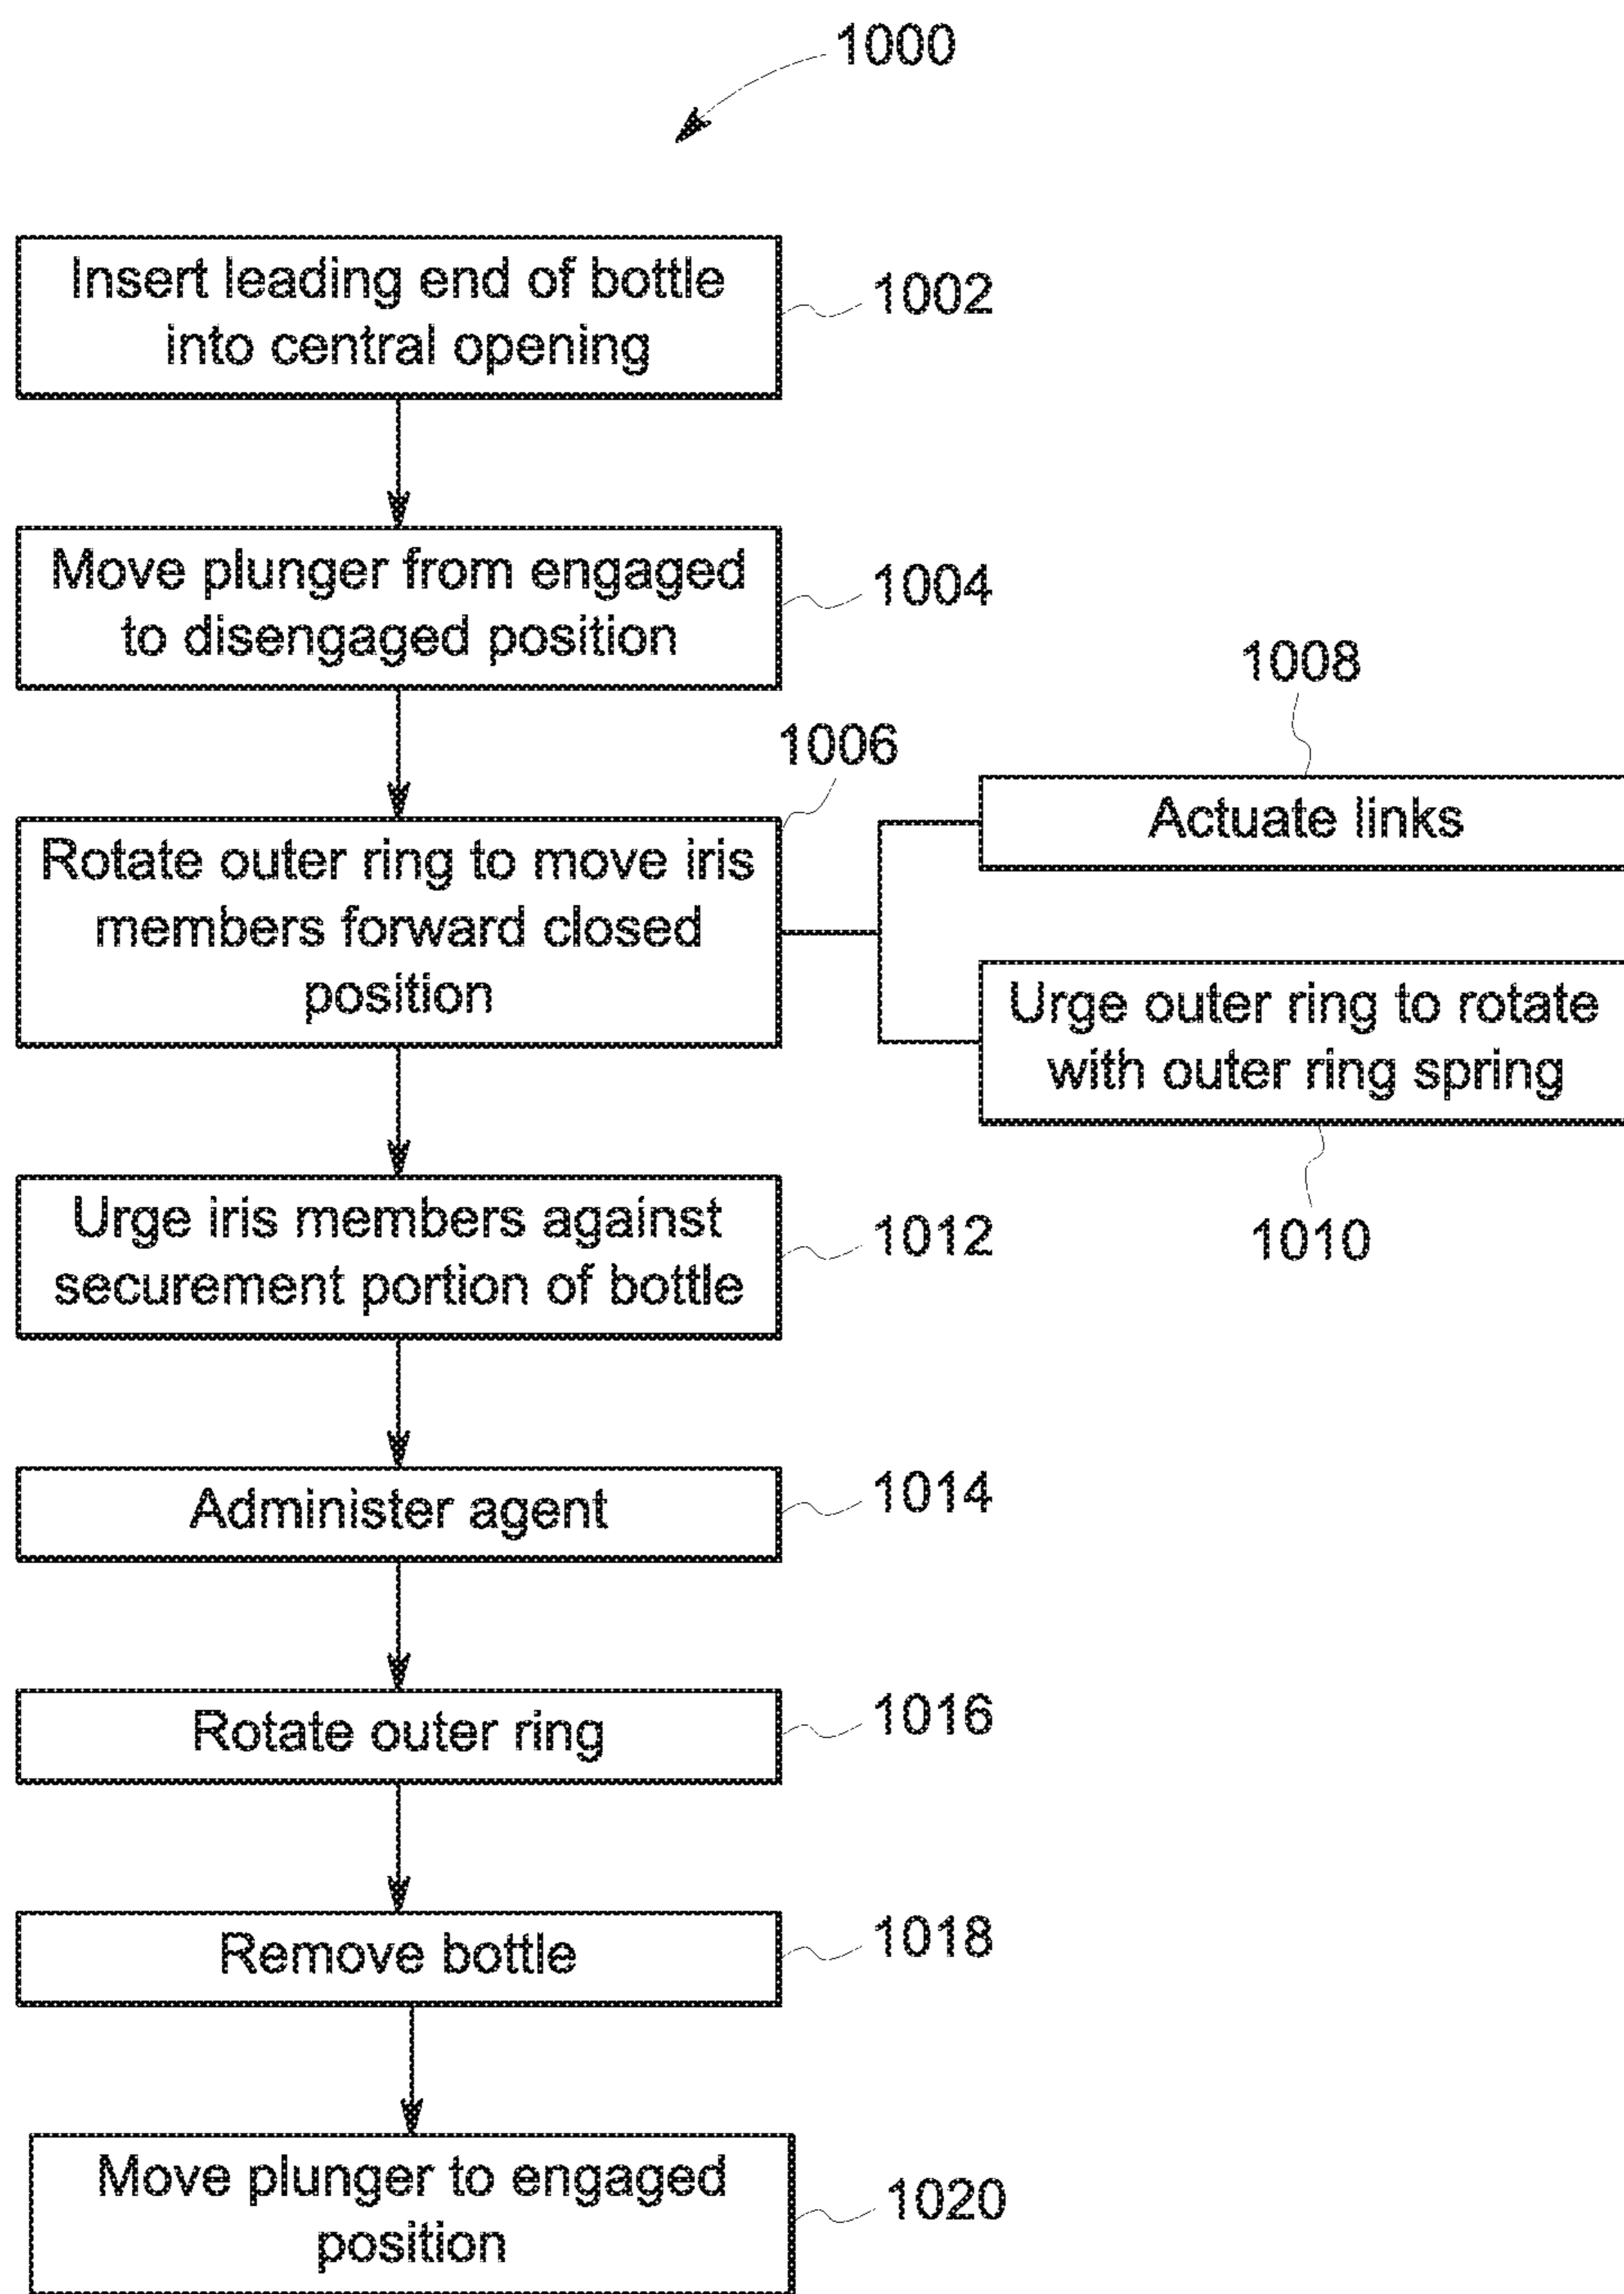 1000
Insert leading end of bottle
into central opening
1002
Move plunger from engaged
to disengaged position
1004
1006
Rotate outer ring to move iris
members forward closed
position
1008
Actuate links
Urge outer ring to rotate
with outer ring spring
1010
Urge iris members against
securement portion of bottle
1012
Administer agent
1014
Rotate outer ring
1016
Remove bottle
1018
Move plunger to engaged
position
1020